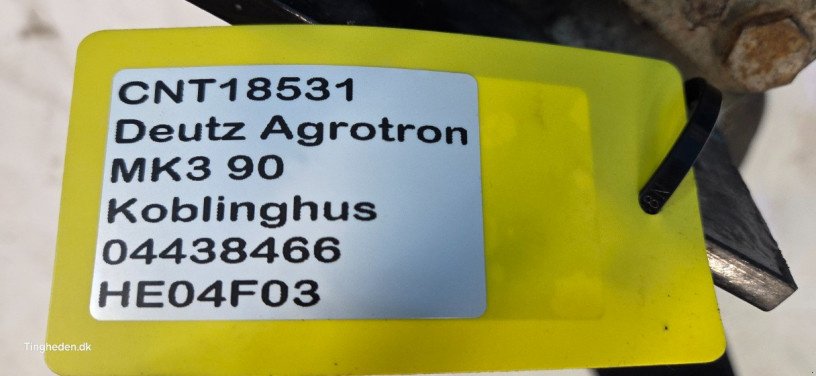 CNT18531
Deutz Agrotron
MK3 90
Koblinghus
04438466
HE04F03
Tingheden.dk